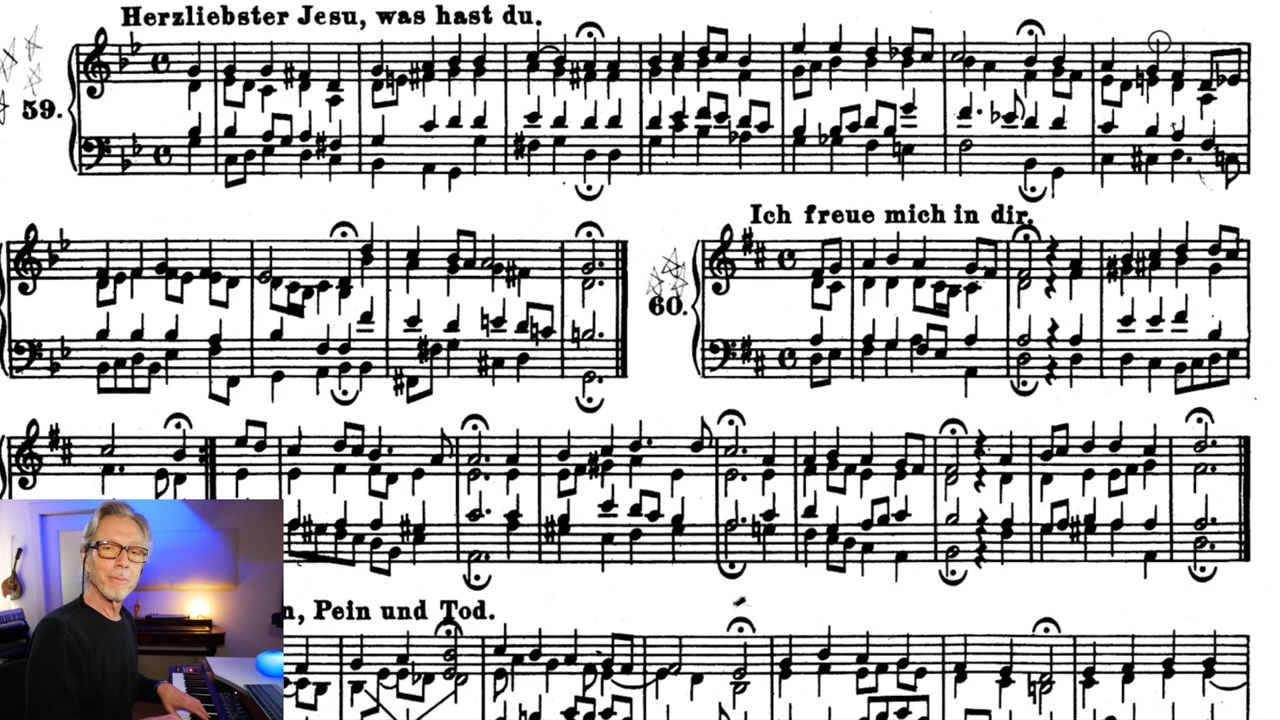 Herzliebster Jesu, was hast du.
59.
Ich freue mich in dir.
60.
Pein und Tod.